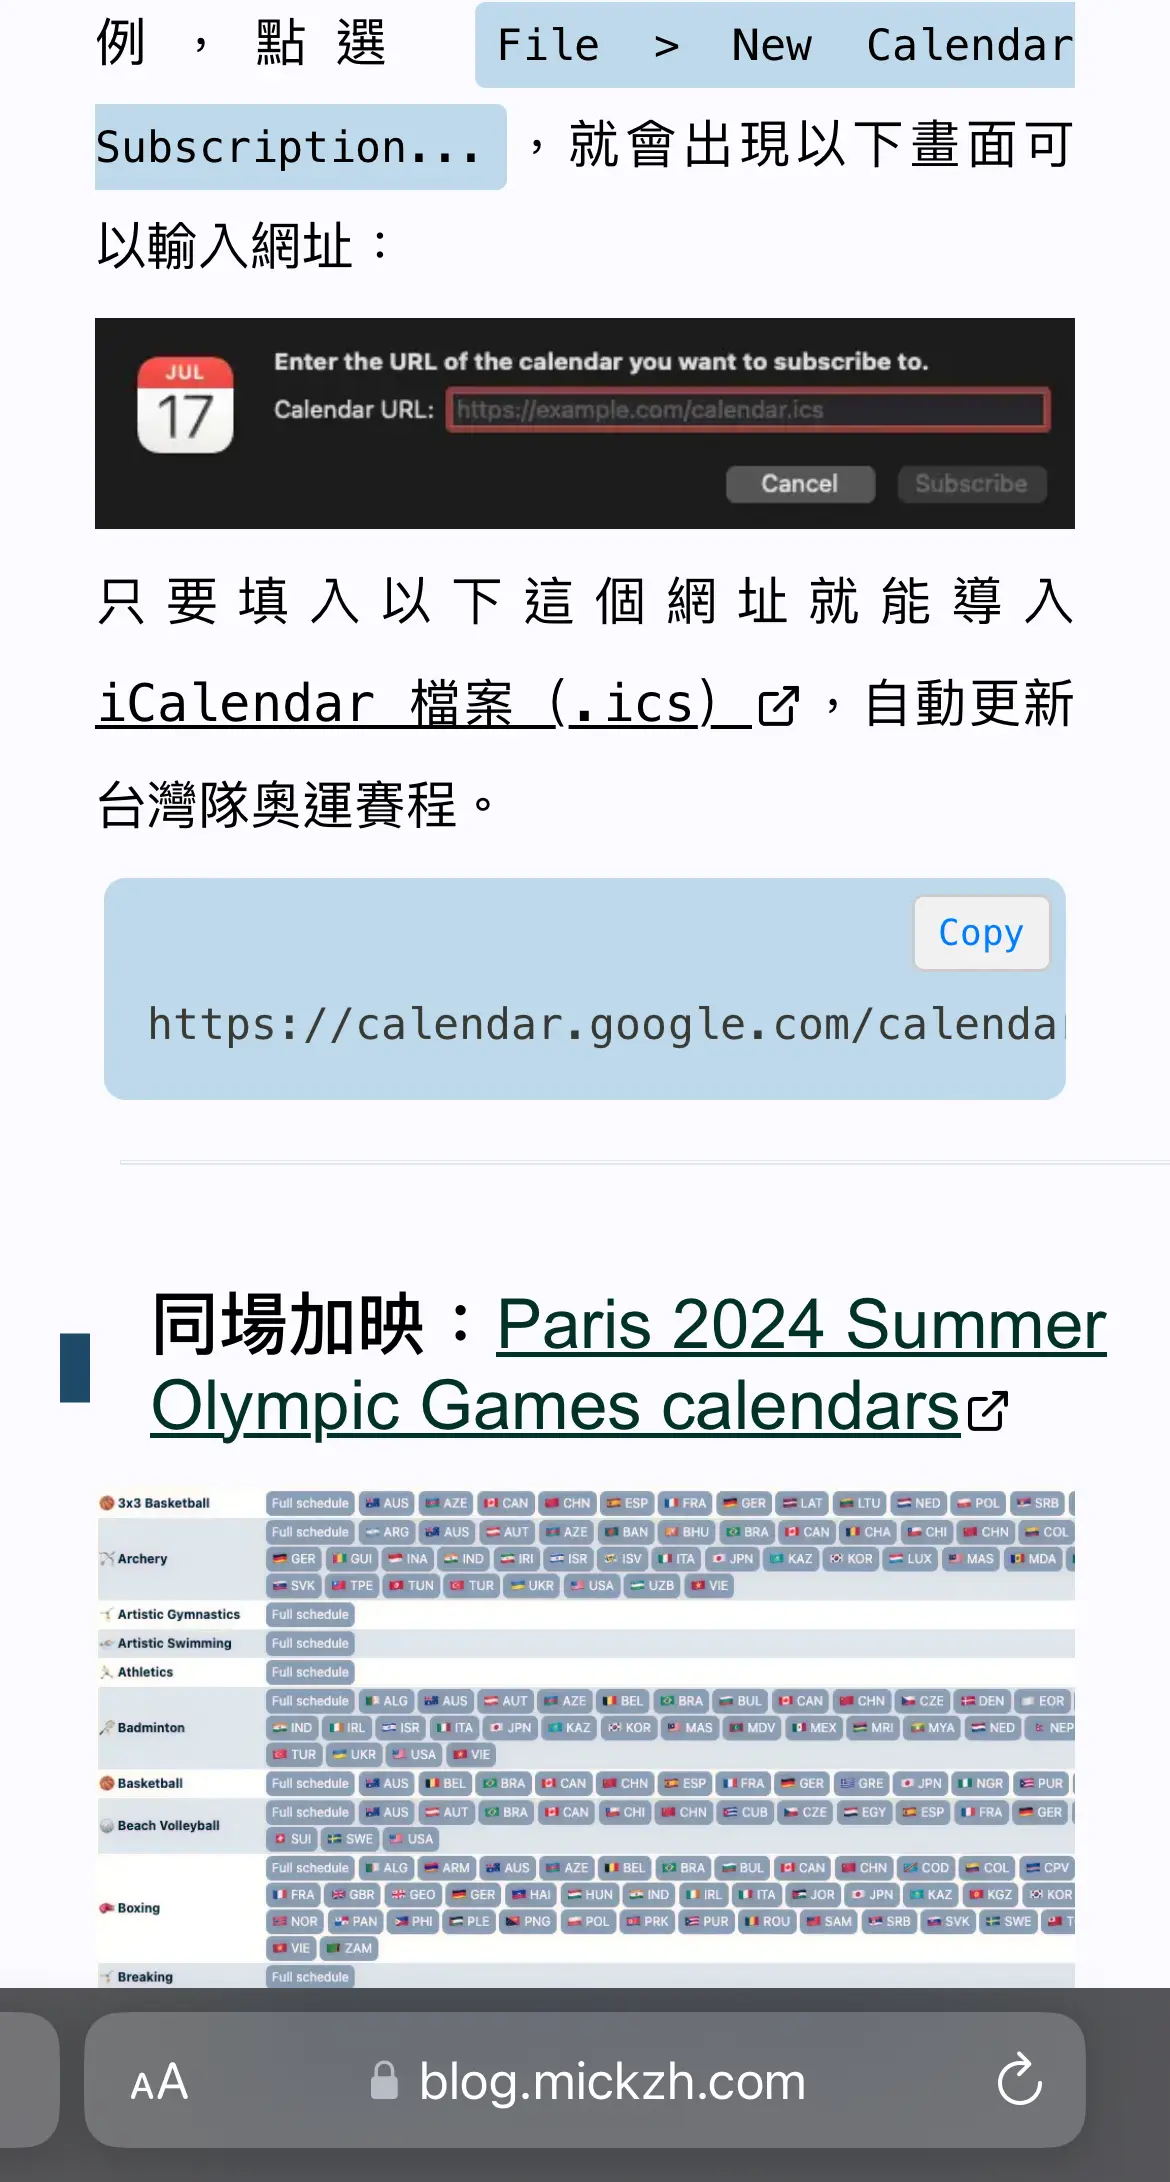 例，點選 File > New Calendar
Subscription... ，就會出現以下畫面可
以輸入網址：
JUL
17
Enter the URL of the calendar you want to subscribe to.
Calendar URL: https://example.com/calendar.ics
Cancel Subscribe
只要填入以下這個網址就能導入
iCalendar 檔案 (.ics) ，自動更新
台灣隊奧運賽程。
Copy
https://calendar.google.com/calendar
同場加映：Paris 2024 Summer
Olympic Games calendars
3x3 Basketball Full schedule AUS AZE CAN CHN ESP FRA GER LAT LTU NED POL SRB
Full schedule ARG AUS AUT AZE BAN BHU BRA CAN CHA CHI CHN COL
Archery GER GUI INA IND IRI ISR ISV ITA JPN KAZ KOR LUX MAS MDA
SVK TPE TUN TUR UKR USA UZB VIE
Artistic Gymnastics Full schedule
Artistic Swimming Full schedule
Athletics Full schedule
Full schedule ALG AUS AUT AZE BEL BRA BUL CAN CHN CZE DEN EOR
Badminton IND IRL ISR ITA JPN KAZ KOR MAS MDV MEX MRI MYA NED NEP
TUR UKR USA VIE
Basketball Full schedule AUS BEL BRA CAN CHN ESP FRA GER GRE JPN NGR PUR
Full schedule AUS AUT BRA CAN CHI CHN CUB CZE EGY ESP FRA GER
Beach Volleyball SUI SWE USA
Full schedule ALG ARM AUS AZE BEL BRA BUL CAN CHN COD COL CPV
Boxing FRA GBR GEO GER HAI HUN IND IRL ITA JOR JPN KAZ KGZ KOR
NOR PAN PHI PLE PNG POL PRK PUR ROU SAM SRB SVK SWE
VIE ZAM
Breaking Full schedule
AA blog.mickzh.com